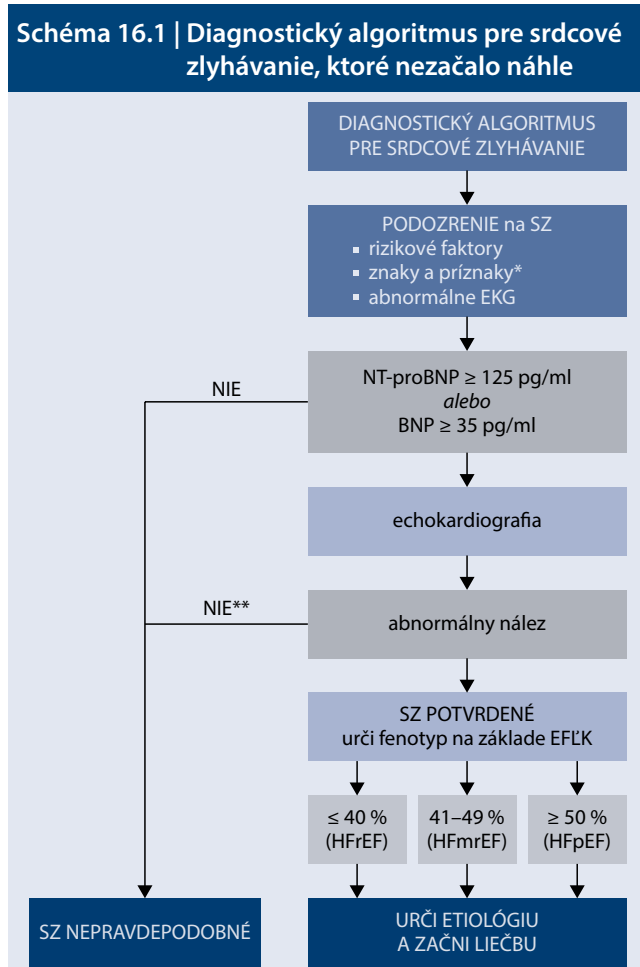 Schéma 16.1 | Diagnostický algoritmus pre srdcové
zlyhávanie, ktoré nezačalo náhle
DIAGNOSTICKÝ ALGORITMUS
PRE SRDCOVÉ ZLYHÁVANIE
PODOZRENIE na SZ
▪ rizikové faktory
▪ znaky a príznaky*
▪ abnormálne EKG
NIE
NT-proBNP ≥ 125 pg/ml
alebo
BNP ≥ 35 pg/ml
echokardiografia
NIE**
abnormálny nález
SZ POTVRDENÉ
urči fenotyp na základe EFĽK
≤ 40 %
(HFrEF)
41–49 %
(HFmrEF)
≥ 50 %
(HFpEF)
SZ NEPRAVDEPODOBNÉ
URČI ETIOLÓGIU
A ZAČNI LIEČBU